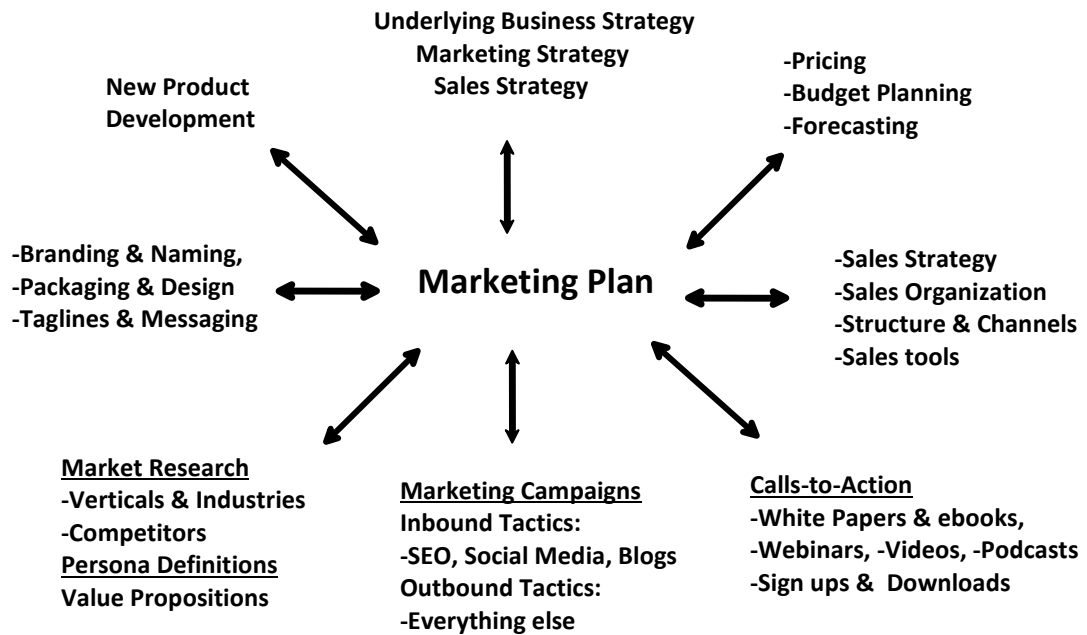 Underlying Business Strategy
Marketing Strategy
Sales Strategy
New Product
Development
-Pricing
-Budget Planning
-Forecasting
-Branding & Naming,
-Packaging & Design
-Taglines & Messaging
Marketing Plan
-Sales Strategy
-Sales Organization
-Structure & Channels
-Sales tools
Market Research
-Verticals & Industries
-Competitors
Persona Definitions
Value Propositions
Marketing Campaigns
Inbound Tactics:
-SEO, Social Media, Blogs
Outbound Tactics:
-Everything else
Calls-to-Action
-White Papers & ebooks,
-Webinars, -Videos, -Podcasts
-Sign ups & Downloads